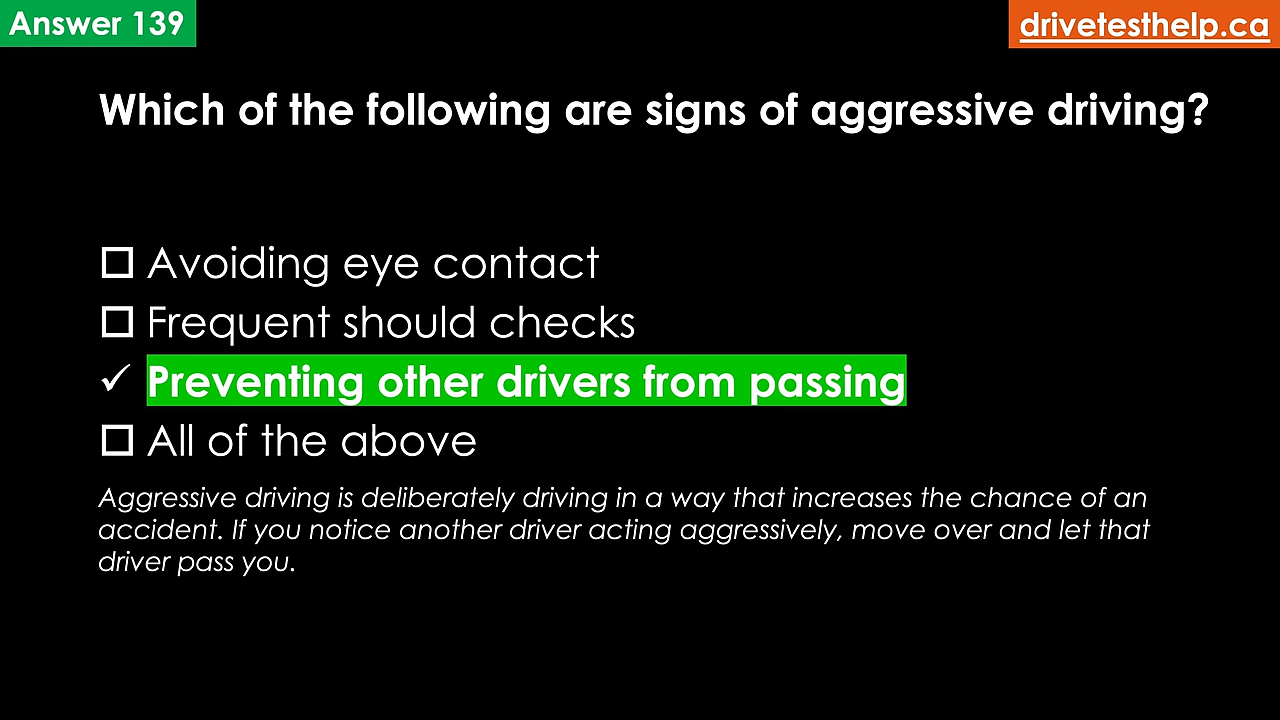 Answer 139
drivetesthelp.ca
Which of the following are signs of aggressive driving?
Avoiding eye contact
Frequent should checks
Preventing other drivers from passing
All of the above
Aggressive driving is deliberately driving in a way that increases the chance of an
accident. If you notice another driver acting aggressively, move over and let that
driver pass you.